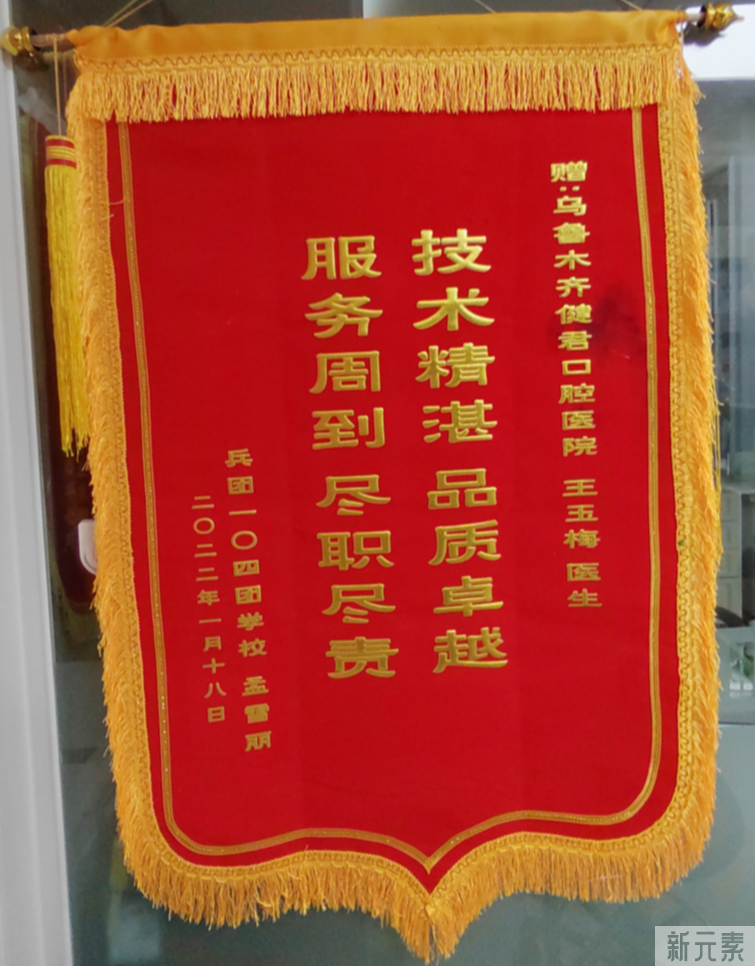 赠:乌鲁木齐健君口腔医院 王玉梅 医生
技术精湛 品质卓越
服务周到 尽职尽责
兵团一〇四团学校 孟雪丽
二〇二二年一月十八日
新元素